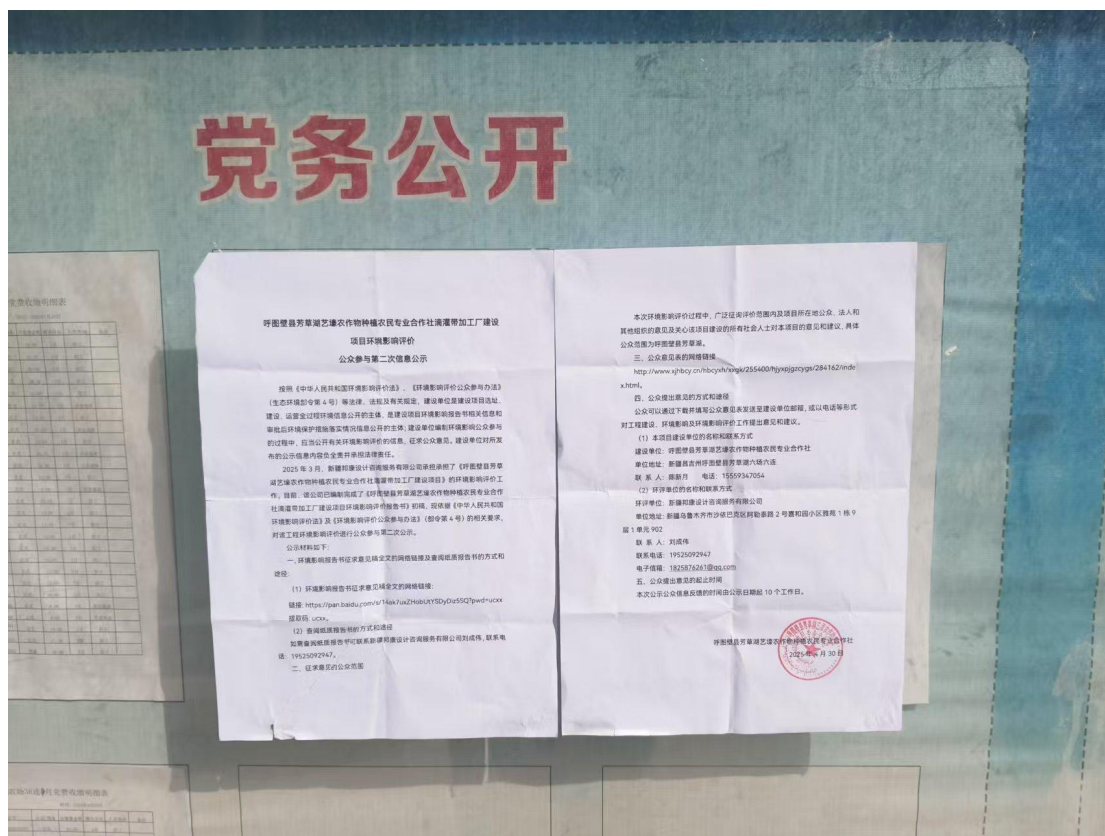 党务公开
呼图壁县芳草湖艺壕农作物种植农民专业合作社滴灌带加工厂建设
项目环境影响评价
公众参与第二次信息公示
按照《中华人民共和国环境影响评价法》、《环境影响评价公众参与办法》
(生态环境部令第4号)等法律、法规及有关规定，建设单位是建设项目选址、
建设、运营全过程环境信息公开的主体，是建设项目环境影响报告书相关信息和
审批后环境保护措施落实情况信息公开的主体；建设单位编制环境影响公众参与
的过程中，应当公开有关环境影响评价的信息，征求公众意见。建设单位对所发
布的公示信息内容负全责并承担法律责任。
2025年3月，新疆邦康设计咨询服务有限公司承担承担了《呼图壁县芳草
湖艺壕农作物种植农民专业合作社滴灌带加工厂建设项目》的环境影响评价工
作，目前，该公司已编制完成了《呼图壁县芳草湖艺壕农作物种植农民专业合作
社滴灌带加工厂建设项目环境影响评价报告书》初稿，现依据《中华人民共和国
环境影响评价法》及《环境影响评价公众参与办法》(部令第4号)的相关要求，
对该工程环境影响评价进行公众参与第二次公示。
公示材料如下：
一、环境影响报告书征求意见稿全文的网络链接及查阅纸质报告书的方式和
途径：
(1) 环境影响报告书征求意见稿全文的网络链接：
链接: https://pan.baidu.com/s/
提取码: ucxx。
(2) 查阅纸质报告书的方式和途径
如需查阅纸质报告书可联系新疆邦康设计咨询服务有限公司刘成伟，联系电
话：19525092947。
二、征求意见的公众范围
本次环境影响评价过程中，广泛征询评价范围内及项目所在地公众、法人和
其他组织的意见及关心该项目建设的所有社会人士对本项目的意见和建议，具体
公众范围为呼图壁县芳草湖。
三、公众意见表的网络链接
http://www.xjhbcy.cn/hbcyxh/xxgk/255400/hjyxpjgzcygs/284162/inde
x.html。
四、公众提出意见的方式和途径
公众可以通过下载并填写公众意见表发送至建设单位邮箱，或以电话等形式
对工程建设、环境影响及环境影响评价工作提出意见和建议。
(1) 本项目建设单位的名称和联系方式
建设单位：呼图壁县芳草湖艺壕农作物种植农民专业合作社
单位地址：新疆昌吉州呼图壁县芳草湖六场六连
联 系 人：陈新月 电话：15559347054
(2) 环评单位的名称和联系方式
环评单位：新疆邦康设计咨询服务有限公司
单位地址：新疆乌鲁木齐市沙依巴克区阿勒泰路2号嘉和园小区雅苑1栋9
层1单元902
联 系 人：刘成伟
联系电话：19525092947
电子信箱：1825876261@qq.com
五、公众提出意见的起止时间
本次公示公众信息反馈的时间由公示日期起10个工作日。
呼图壁县芳草湖艺壕农作物种植农民专业合作社
2025年 月30日
党费收缴明细表
月党费收缴明细表